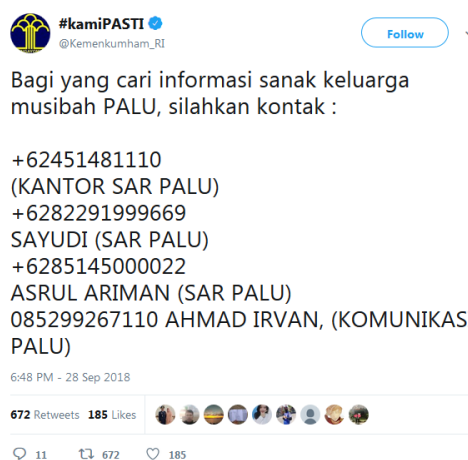 #kamiPASTI
@Kemenkumham_RI
Follow
Bagi yang cari informasi sanak keluarga
musibah PALU, silahkan kontak :
+62451481110
(KANTOR SAR PALU)
+6282291999669
SAYUDI (SAR PALU)
+6285145000022
ASRUL ARIMAN (SAR PALU)
085299267110 AHMAD IRVAN, (KOMUNIKAS
PALU)
6:48 PM - 28 Sep 2018
672 Retweets 185 Likes
11 672 185